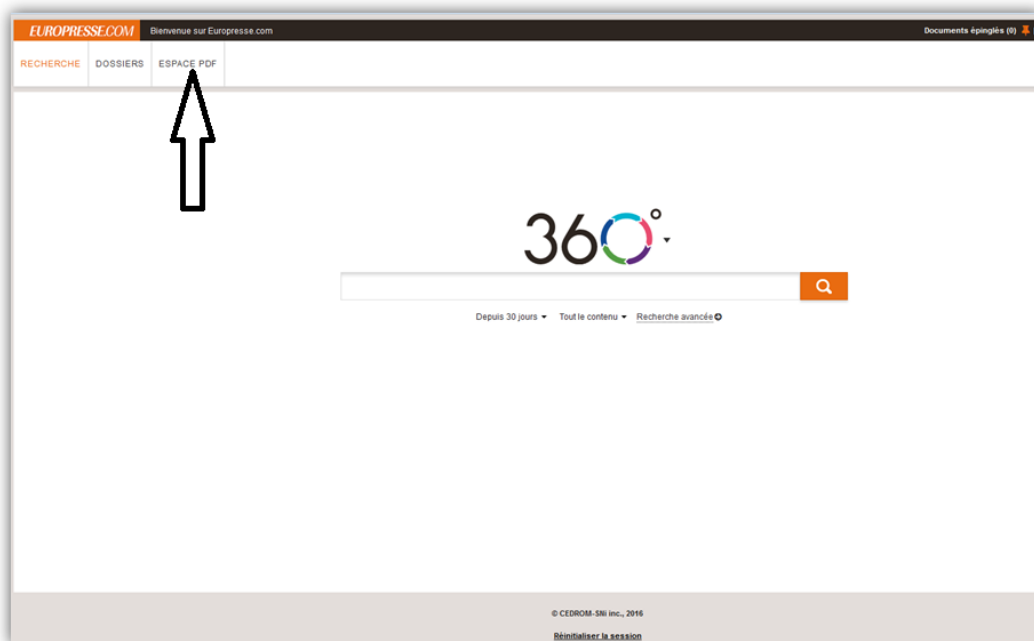 EUROPRESSE.COM Bienvenue sur Europresse.com Documents épinglés (0)
RECHERCHE DOSSIERS ESPACE PDF
360°
Depuis 30 jours Tout le contenu Recherche avancée
© CEDROM-SNi inc., 2016
Réinitialiser la session